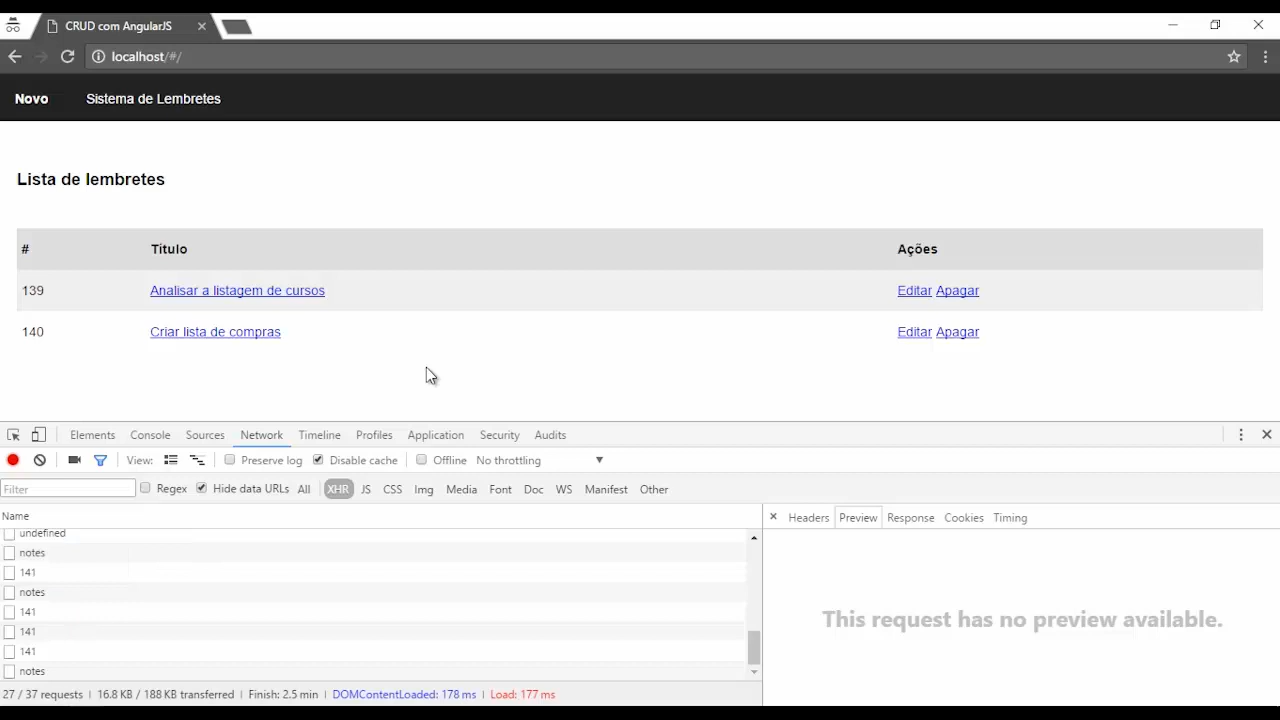 CRUD com AngularJS
localhost/#/
Novo Sistema de Lembretes
Lista de lembretes
# Título Ações
139 Analisar a listagem de cursos Editar Apagar
140 Criar lista de compras Editar Apagar
Elements Console Sources Network Timeline Profiles Application Security Audits
View: Preserve log Disable cache Offline No throttling
Filter Regex Hide data URLs All XHR JS CSS Img Media Font Doc WS Manifest Other
Name Headers Preview Response Cookies Timing
undefined
notes
141
notes
141
This request has no preview available.
141
141
notes
27 / 37 requests | 16.8 KB / 188 KB transferred | Finish: 2.5 min | DOMContentLoaded: 178 ms | Load: 177 ms